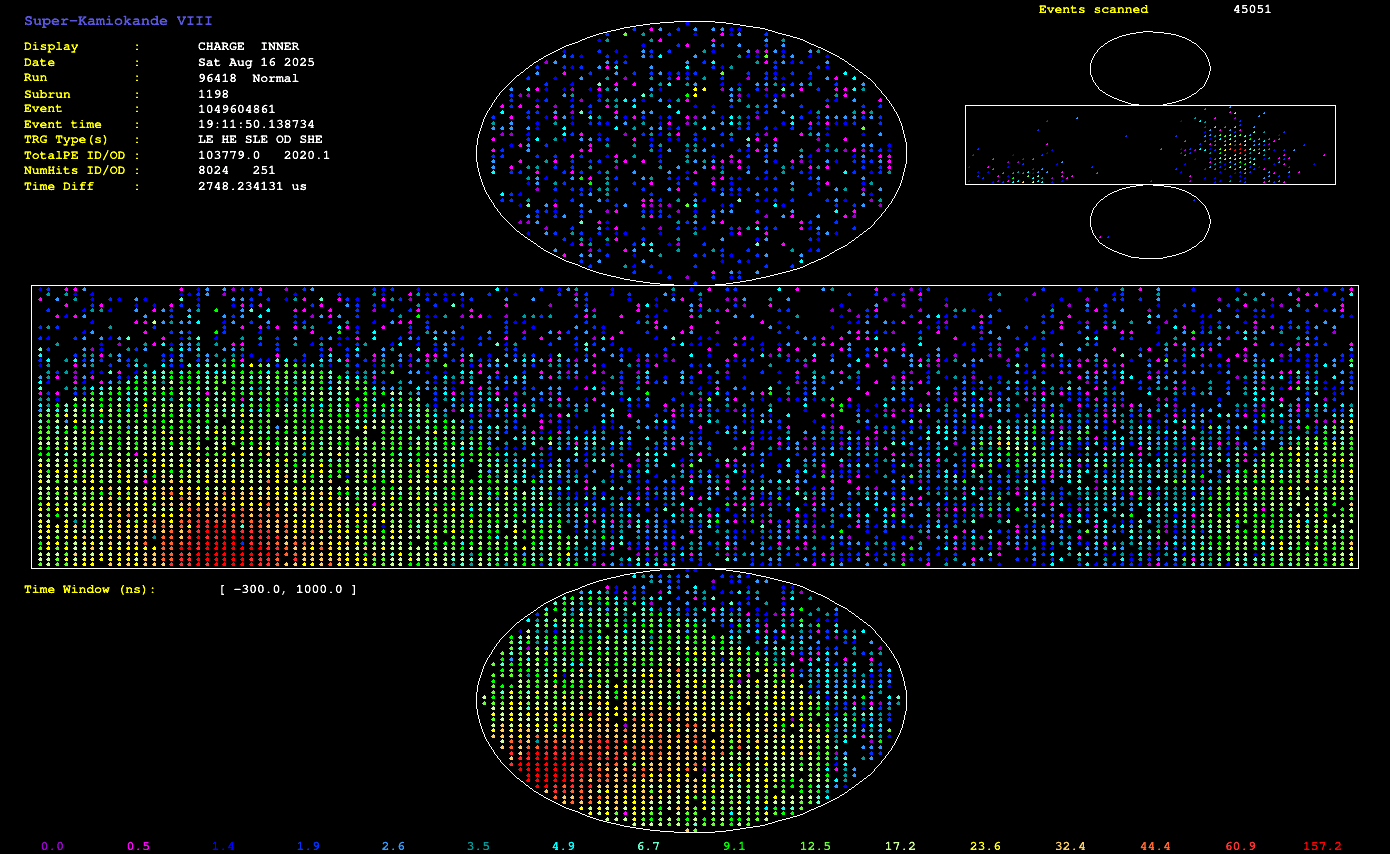 Super-Kamiokande VIII
Events scanned 45051
Display : CHARGE INNER
Date : Sat Aug 16 2025
Run : 96418 Normal
Subrun : 1198
Event : 1049604861
Event time : 19:11:50.138734
TRG Type(s) : LE HE SLE OD SHE
TotalPE ID/OD : 103779.0 2020.1
NumHits ID/OD : 8024 251
Time Diff : 2748.234131 us
Time Window (ns): [ -300.0, 1000.0 ]
0.0 0.5 1.4 1.9 2.6 3.5 4.9 6.7 9.1 12.5 17.2 23.6 32.4 44.4 60.9 157.2